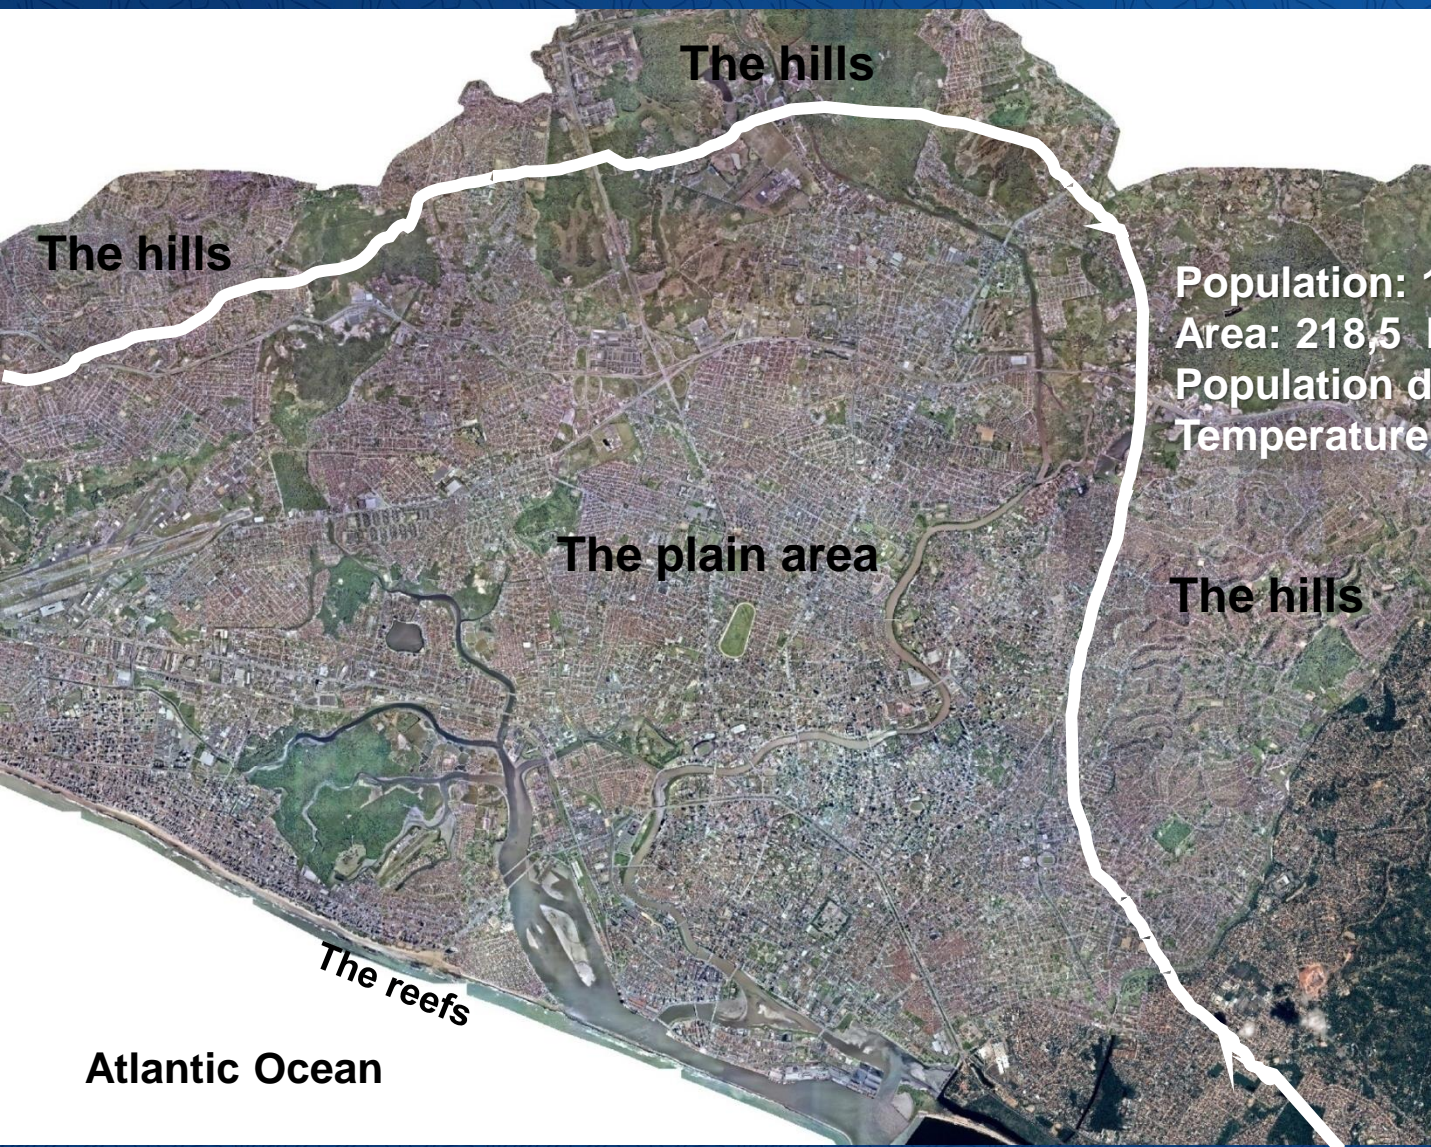 The hills
The hills
Population:
Area: 218,5
Population
Temperature
The plain area
The hills
The reefs
Atlantic Ocean